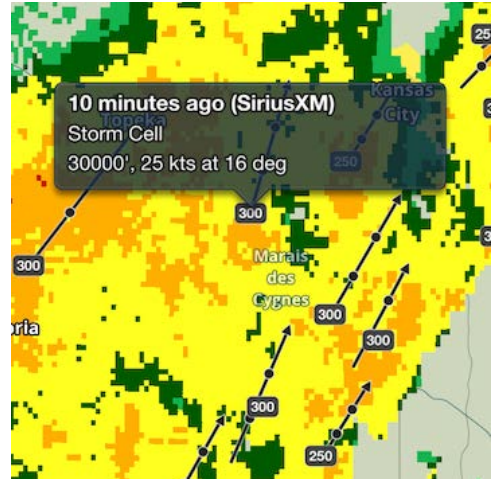 25
10 minutes ago (SiriusXM)
Storm Cell
30000', 25 kts at 16 deg
Topeka
Kansas
City
250
300
300
Marais
des
Cygnes
300
300
300
250